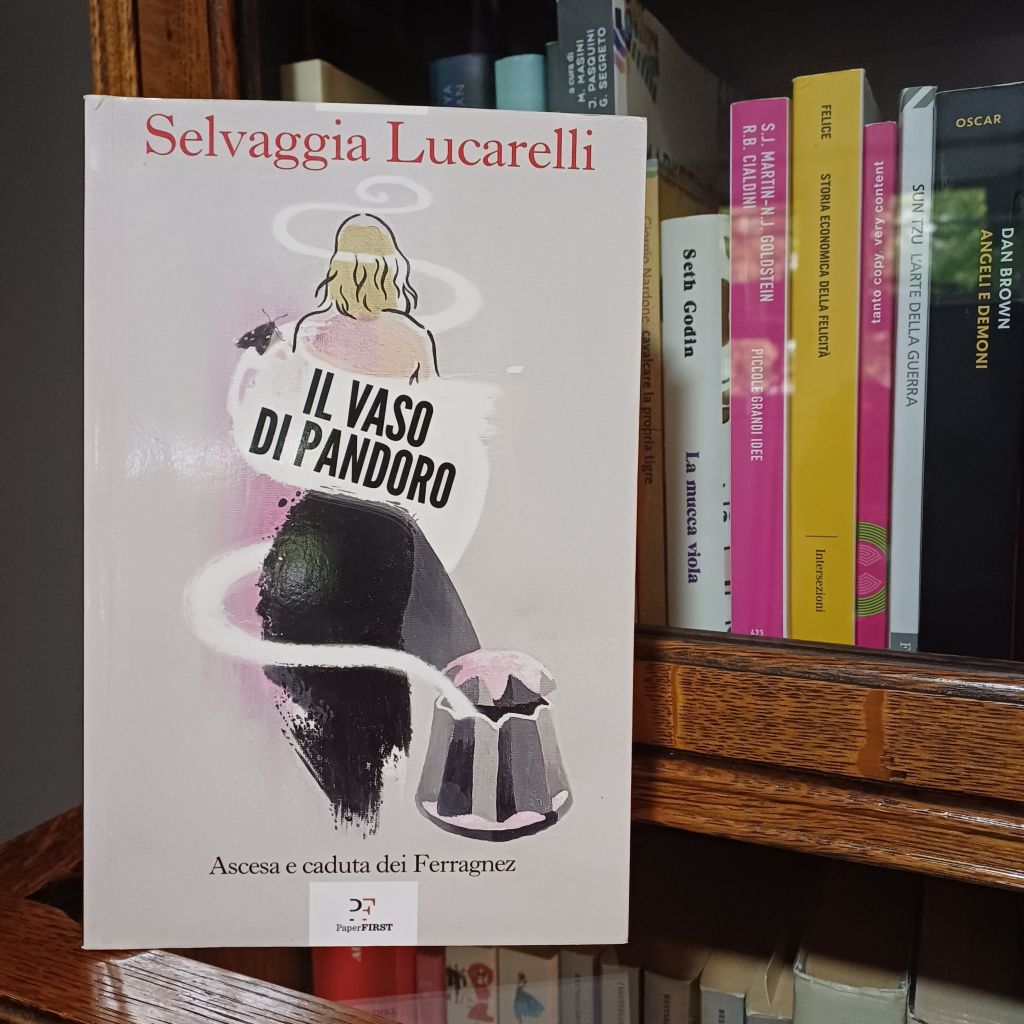 Selvaggia Lucarelli
IL VASO
DI PANDORO
Ascesa e caduta dei Ferragnez
PF
PaperFIRST
a cura di
M. MASINI
J. PASQUINI
G. SEGRETO
Giorgio Nardone cavalcare la propria tigre
Seth Godin
La mucca viola
S.J. MARTIN-N.J. GOLDSTEIN
R.B. CIALDINI
PICCOLE GRANDI IDEE
423
FELICE
STORIA ECONOMICA DELLA FELICITÀ
Intersezioni
tanto copy very content
SUN TZU L'ARTE DELLA GUERRA
F
OSCAR
DAN BROWN
ANGELI E DEMONI